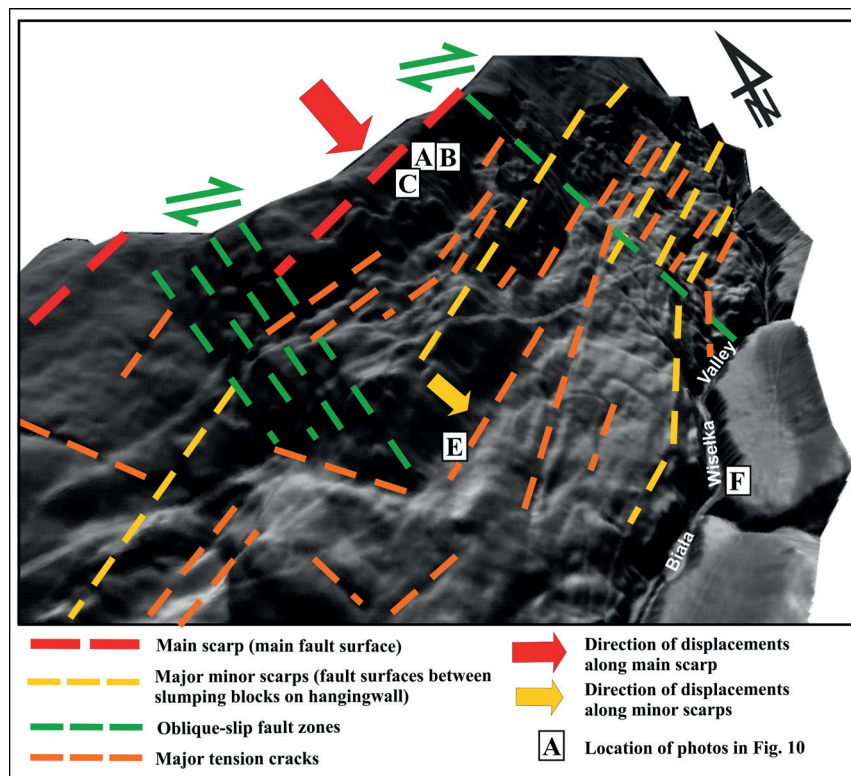 N
A
B
C
E
Valley
Wisełka
F
Biała
Main scarp (main fault surface)
Major minor scarps (fault surfaces between
slumping blocks on hangingwall)
Oblique-slip fault zones
Major tension cracks
Direction of displacements
along main scarp
Direction of displacements
along minor scarps
A
Location of photos in Fig. 10